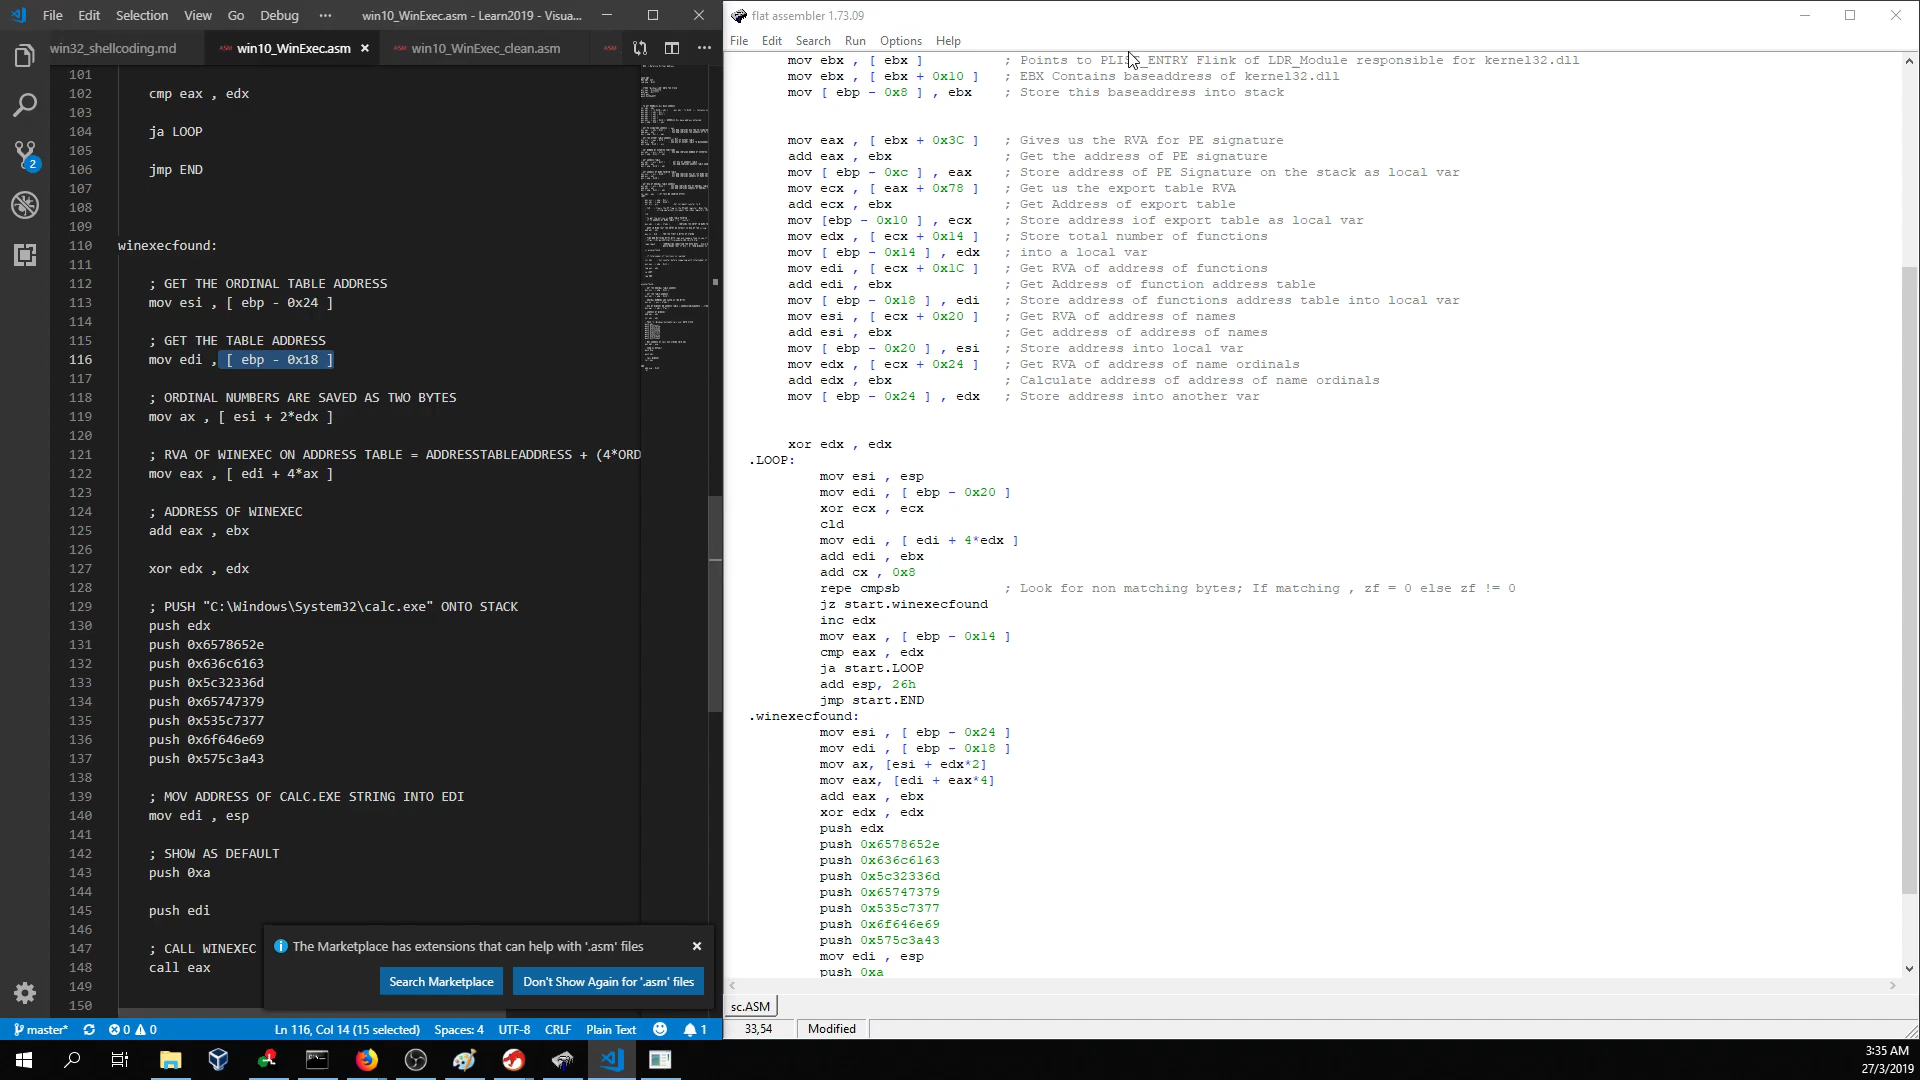 File Edit Selection View Go Debug ··· win10_WinExec.asm - Learn2019 - Visua...
win32_shellcoding.md win10_WinExec.asm win10_WinExec_clean.asm
101
102 cmp eax , edx
103
104 ja LOOP
105
106 jmp END
107
108
109
110 winexecfound:
111
112 ; GET THE ORDINAL TABLE ADDRESS
113 mov esi , [ ebp - 0x24 ]
114
115 ; GET THE TABLE ADDRESS
116 mov edi , [ ebp - 0x18 ]
117
118 ; ORDINAL NUMBERS ARE SAVED AS TWO BYTES
119 mov ax , [ esi + 2*edx ]
120
121 ; RVA OF WINEXEC ON ADDRESS TABLE = ADDRESSTABLEADDRESS + (4*ORD
122 mov eax , [ edi + 4*ax ]
123
124 ; ADDRESS OF WINEXEC
125 add eax , ebx
126
127 xor edx , edx
128
129 ; PUSH "C:\Windows\System32\calc.exe" ONTO STACK
130 push edx
131 push 0x6578652e
132 push 0x636c6163
133 push 0x5c32336d
134 push 0x65747379
135 push 0x535c7377
136 push 0x6f646e69
137 push 0x575c3a43
138
139 ; MOV ADDRESS OF CALC.EXE STRING INTO EDI
140 mov edi , esp
141
142 ; SHOW AS DEFAULT
143 push 0xa
144
145 push edi
146
147 ; CALL WINEXEC
148 call eax
149
150
2
The Marketplace has extensions that can help with '.asm' files
Search Marketplace Don't Show Again for '.asm' files
master* 0 0 Ln 116, Col 14 (15 selected) Spaces: 4 UTF-8 CRLF Plain Text 1
flat assembler 1.73.09
File Edit Search Run Options Help
mov ebx , [ ebx ] ; Points to PLIST_ENTRY Flink of LDR_Module responsible for kernel32.dll
mov ebx , [ ebx + 0x10 ] ; EBX Contains baseaddress of kernel32.dll
mov [ ebp - 0x8 ] , ebx ; Store this baseaddress into stack
mov eax , [ ebx + 0x3C ] ; Gives us the RVA for PE signature
add eax , ebx ; Get the address of PE signature
mov [ ebp - 0xc ] , eax ; Store address of PE Signature on the stack as local var
mov ecx , [ eax + 0x78 ] ; Get us the export table RVA
add ecx , ebx ; Get Address of export table
mov [ebp - 0x10 ] , ecx ; Store address iof export table as local var
mov edx , [ ecx + 0x14 ] ; Store total number of functions
mov [ ebp - 0x14 ] , edx ; into a local var
mov edi , [ ecx + 0x1C ] ; Get RVA of address of functions
add edi , ebx ; Get Address of function address table
mov [ ebp - 0x18 ] , edi ; Store address of functions address table into local var
mov esi , [ ecx + 0x20 ] ; Get RVA of address of names
add esi , ebx ; Get address of address of names
mov [ ebp - 0x20 ] , esi ; Store address into local var
mov edx , [ ecx + 0x24 ] ; Get RVA of address of name ordinals
add edx , ebx ; Calculate address of address of name ordinals
mov [ ebp - 0x24 ] , edx ; Store address into another var
xor edx , edx
.LOOP:
mov esi , esp
mov edi , [ ebp - 0x20 ]
xor ecx , ecx
cld
mov edi , [ edi + 4*edx ]
add edi , ebx
add cx , 0x8
repe cmpsb ; Look for non matching bytes; If matching , zf = 0 else zf != 0
jz start.winexecfound
inc edx
mov eax , [ ebp - 0x14 ]
cmp eax , edx
ja start.LOOP
add esp, 26h
jmp start.END
.winexecfound:
mov esi , [ ebp - 0x24 ]
mov edi , [ ebp - 0x18 ]
mov ax, [esi + edx*2]
mov eax, [edi + eax*4]
add eax , ebx
xor edx , edx
push edx
push 0x6578652e
push 0x636c6163
push 0x5c32336d
push 0x65747379
push 0x535c7377
push 0x6f646e69
push 0x575c3a43
mov edi , esp
push 0xa
sc.ASM
33,54 Modified
3:35 AM
27/3/2019